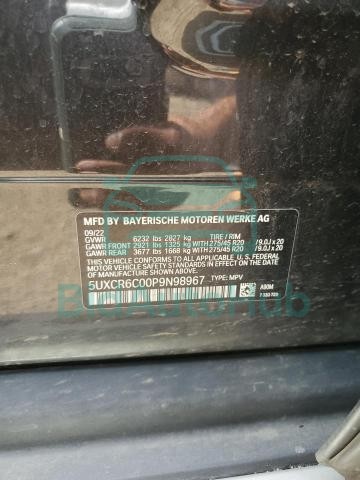 MFD BY BAYERISCHE MOTOREN WERKE AG
09/22
GVWR 6232 lbs 2827 kg TIRE / RIM
GAWR FRONT 2921 lbs 1325 kg WITH 275/45 R20 /9.0J x 20
GAWR REAR 3677 lbs 1668 kg WITH 275/45 R20 /9.0J x 20
THIS VEHICLE CONFORMS TO ALL APPLICABLE U. S. FEDERAL
MOTOR VEHICLE SAFETY STANDARDS IN EFFECT
ON THE DATE OF MANUFACTURE SHOWN ABOVE.
5UXCR6C00P9N98967 TYPE: MPV
A90M
BidAutoHub